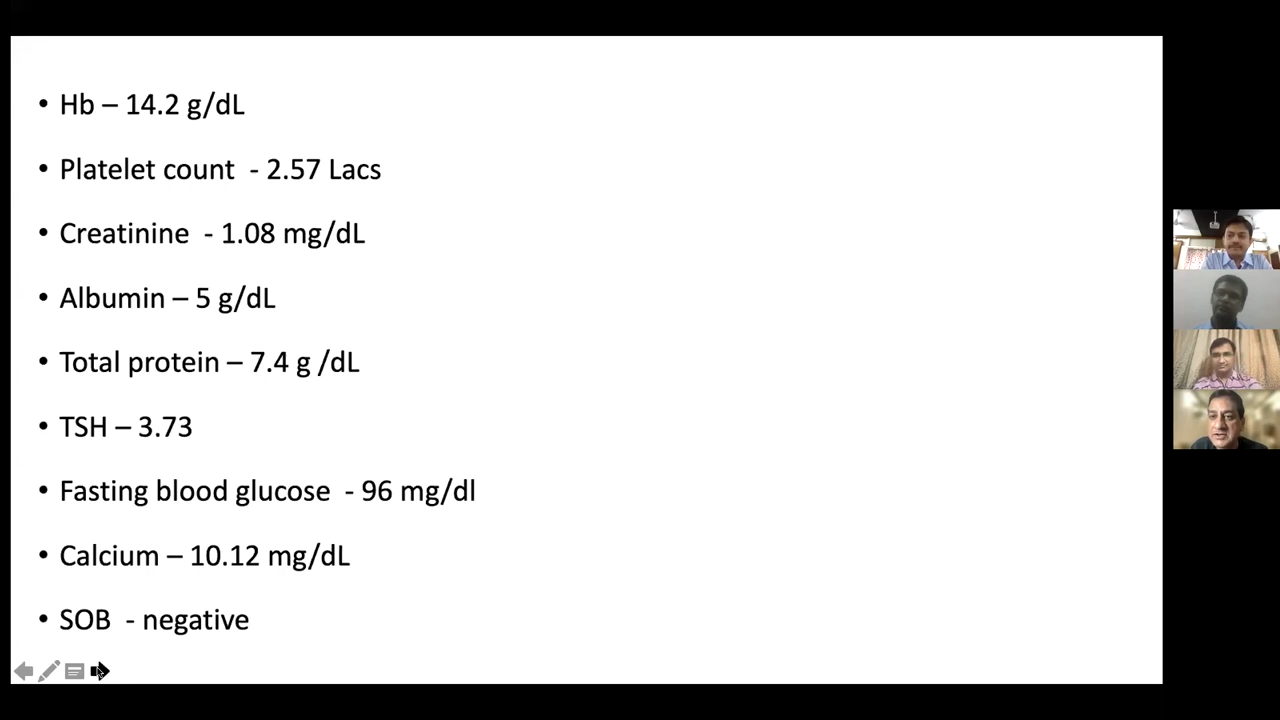 • Hb – 14.2 g/dL
• Platelet count - 2.57 Lacs
• Creatinine - 1.08 mg/dL
• Albumin – 5 g/dL
• Total protein – 7.4 g /dL
• TSH – 3.73
• Fasting blood glucose - 96 mg/dl
• Calcium – 10.12 mg/dL
• SOB - negative